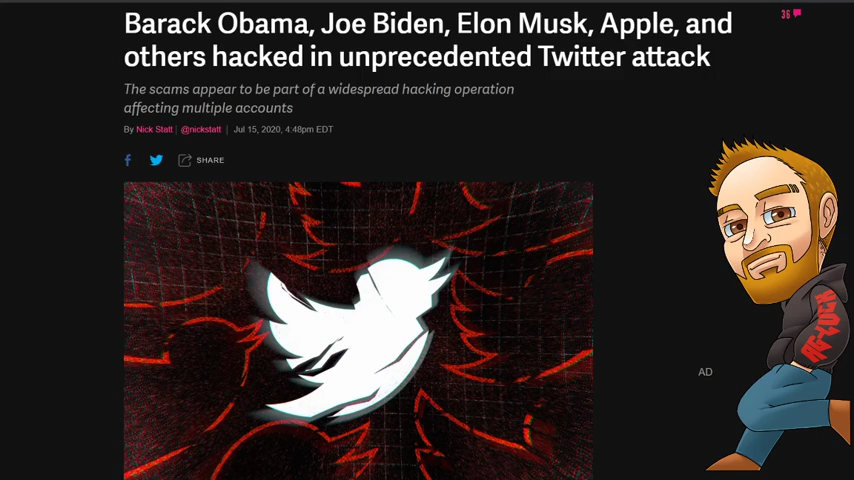 Barack Obama, Joe Biden, Elon Musk, Apple, and
others hacked in unprecedented Twitter attack
36
The scams appear to be part of a widespread hacking operation
affecting multiple accounts
By Nick Statt | @nickstatt | Jul 15, 2020, 4:48pm EDT
SHARE
AD